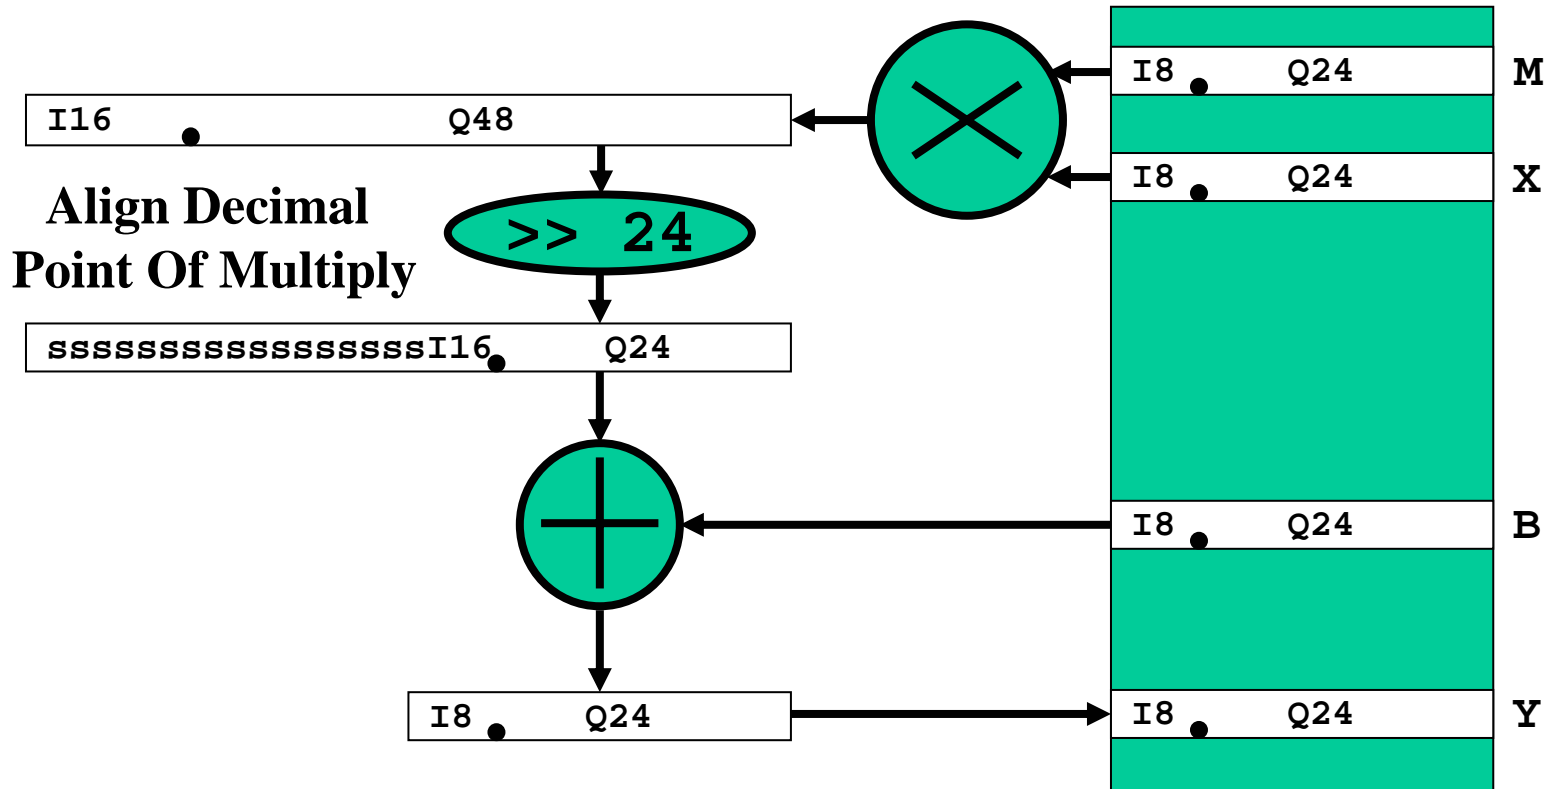 I8 Q24 M
I16 Q48
I8 Q24 X
Align Decimal
Point Of Multiply
>> 24
sssssssssssssssssI16 Q24
I8 Q24 B
I8 Q24
I8 Q24 Y